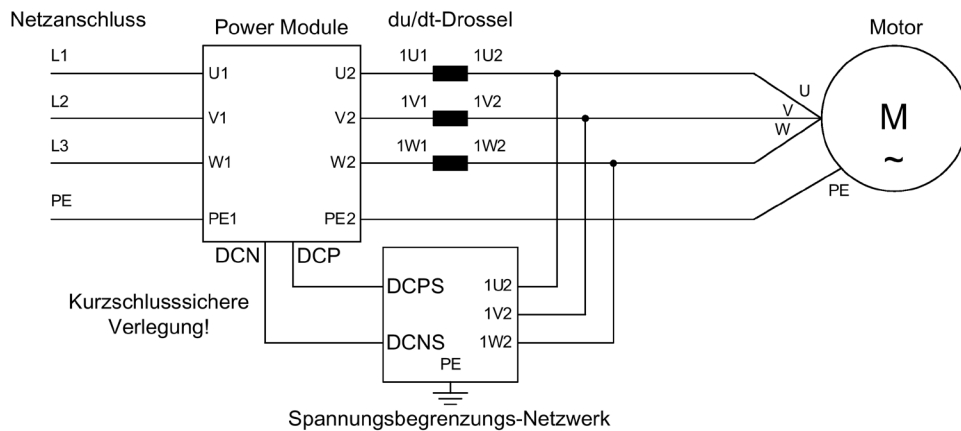 Netzanschluss
Power Module
du/dt-Drossel
Motor
L1
U1
U2
1U1
1U2
L2
V1
V2
1V1
1V2
L3
W1
W2
1W1
1W2
U
V
W
M
~
PE
PE1
PE2
PE
DCN
DCP
Kurzschlusssichere
Verlegung!
DCPS
1U2
1V2
DCNS
1W2
PE
Spannungsbegrenzungs-Netzwerk